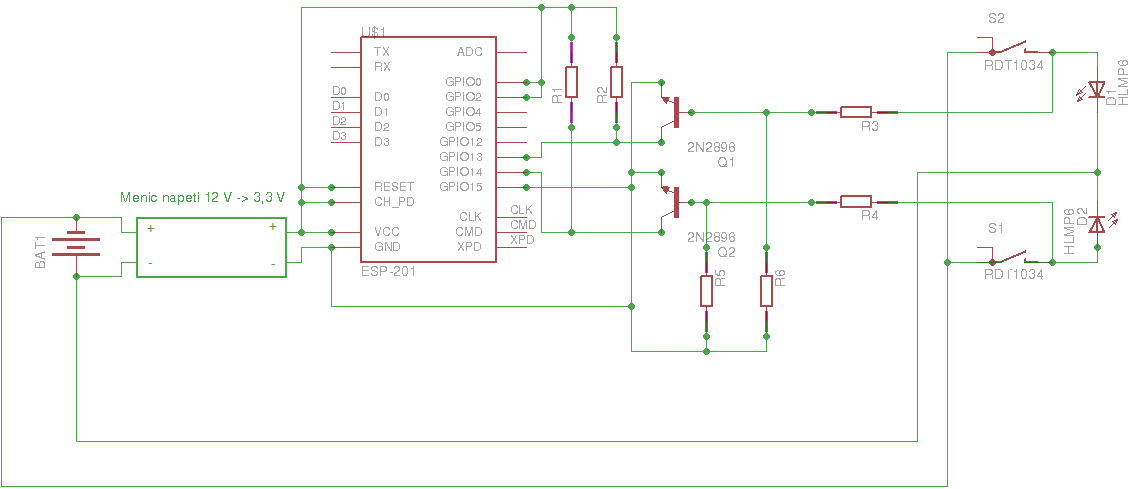 U$1
TX
RX
D0
D1
D2
D3
D0
D1
D2
D3
RESET
CH_PD
VCC
GND
ADC
GPIO0
GPIO2
GPIO4
GPIO5
GPIO12
GPIO13
GPIO14
GPIO15
CLK
CMD
XPD
CLK
CMD
XPD
ESP-201
R1
R2
2N2896
Q1
2N2896
Q2
R3
R4
R5
R6
S2
RDT1034
D1
HLMP6
S1
RDT1034
D2
HLMP6
Menic napeti 12 V -> 3,3 V
+
-
+
-
BAT1